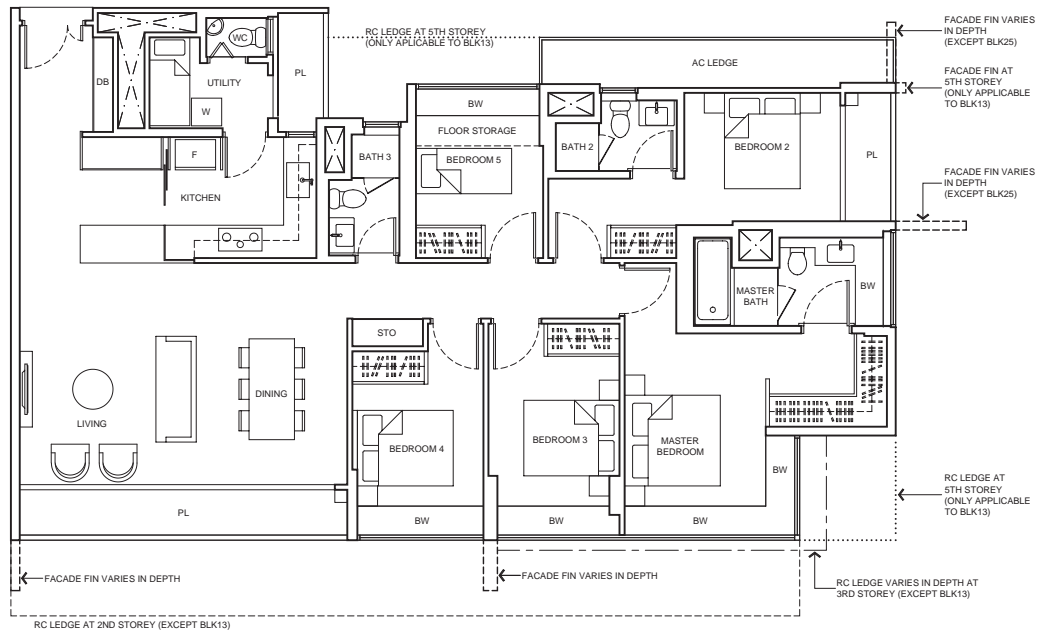 FACADE FIN VARIES
IN DEPTH
(EXCEPT BLK25)
RC LEDGE AT 5TH STOREY
(ONLY APLICABLE TO BLK13)
WC
AC LEDGE
FACADE FIN AT
5TH STOREY
(ONLY APPLICABLE
TO BLK13)
DB
UTILITY
PL
W
BW
FLOOR STORAGE
BATH 3
BEDROOM 5
BATH 2
BEDROOM 2
PL
F
KITCHEN
FACADE FIN VARIES
IN DEPTH
(EXCEPT BLK25)
MASTER
BATH
BW
STO
LIVING
DINING
BEDROOM 4
BEDROOM 3
MASTER
BEDROOM
BW
RC LEDGE AT
5TH STOREY
(ONLY APPLICABLE
TO BLK13)
PL
BW
BW
BW
FACADE FIN VARIES IN DEPTH
FACADE FIN VARIES IN DEPTH
RC LEDGE VARIES IN DEPTH AT
3RD STOREY (EXCEPT BLK13)
RC LEDGE AT 2ND STOREY (EXCEPT BLK13)